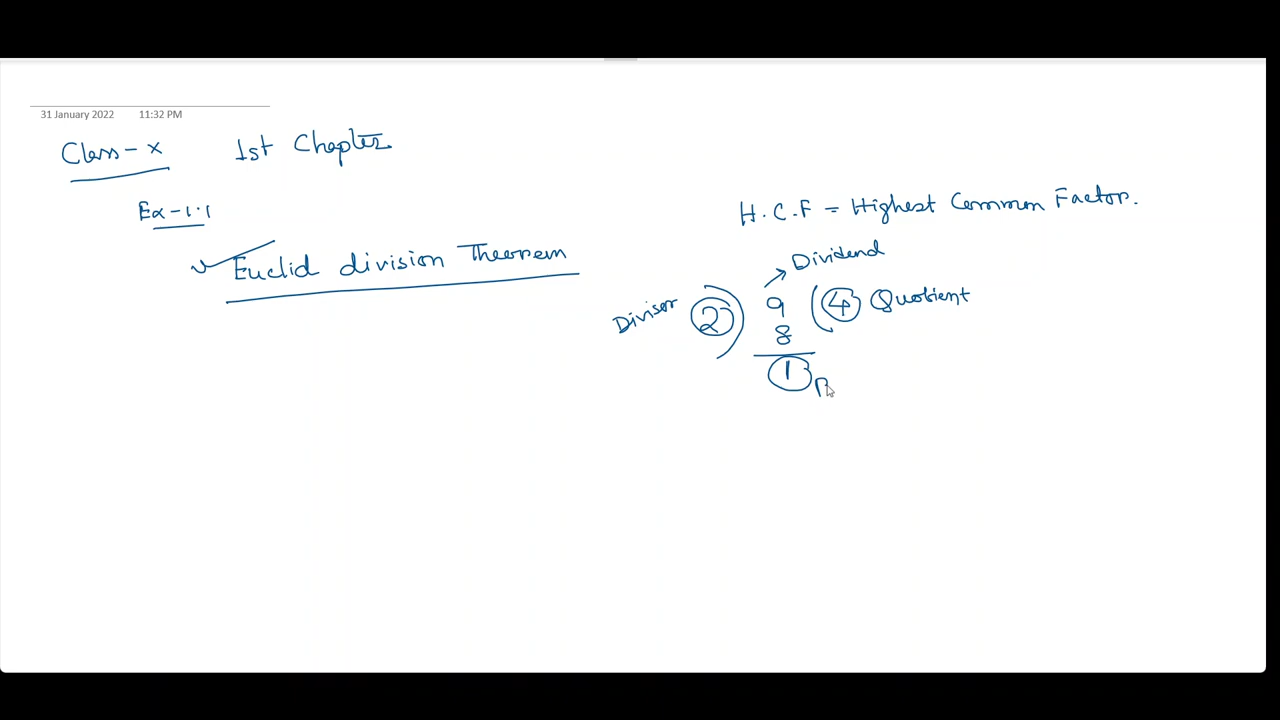 31 January 2022 11:32 PM
Class - X 1st Chapter
Ex - 1.1
Euclid division Theorem
H.C.F = Highest Common Factor.
Dividend
Divisor 2) 9 (4 Quotient
8
1